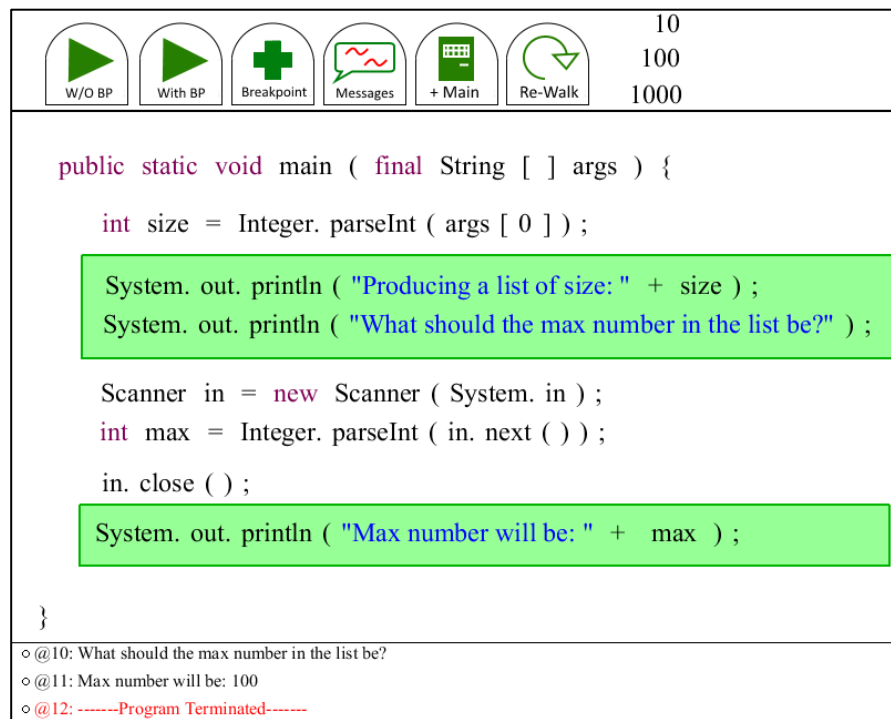 W/O BP With BP Breakpoint Messages + Main Re-Walk
10
100
1000
public static void main ( final String [ ] args ) {
int size = Integer. parseInt ( args [ 0 ] ) ;
System. out. println ( "Producing a list of size: " + size ) ;
System. out. println ( "What should the max number in the list be?" ) ;
Scanner in = new Scanner ( System. in ) ;
int max = Integer. parseInt ( in. next ( ) ) ;
in. close ( ) ;
System. out. println ( "Max number will be: " + max ) ;
}
@10: What should the max number in the list be?
@11: Max number will be: 100
@12: -------Program Terminated-------